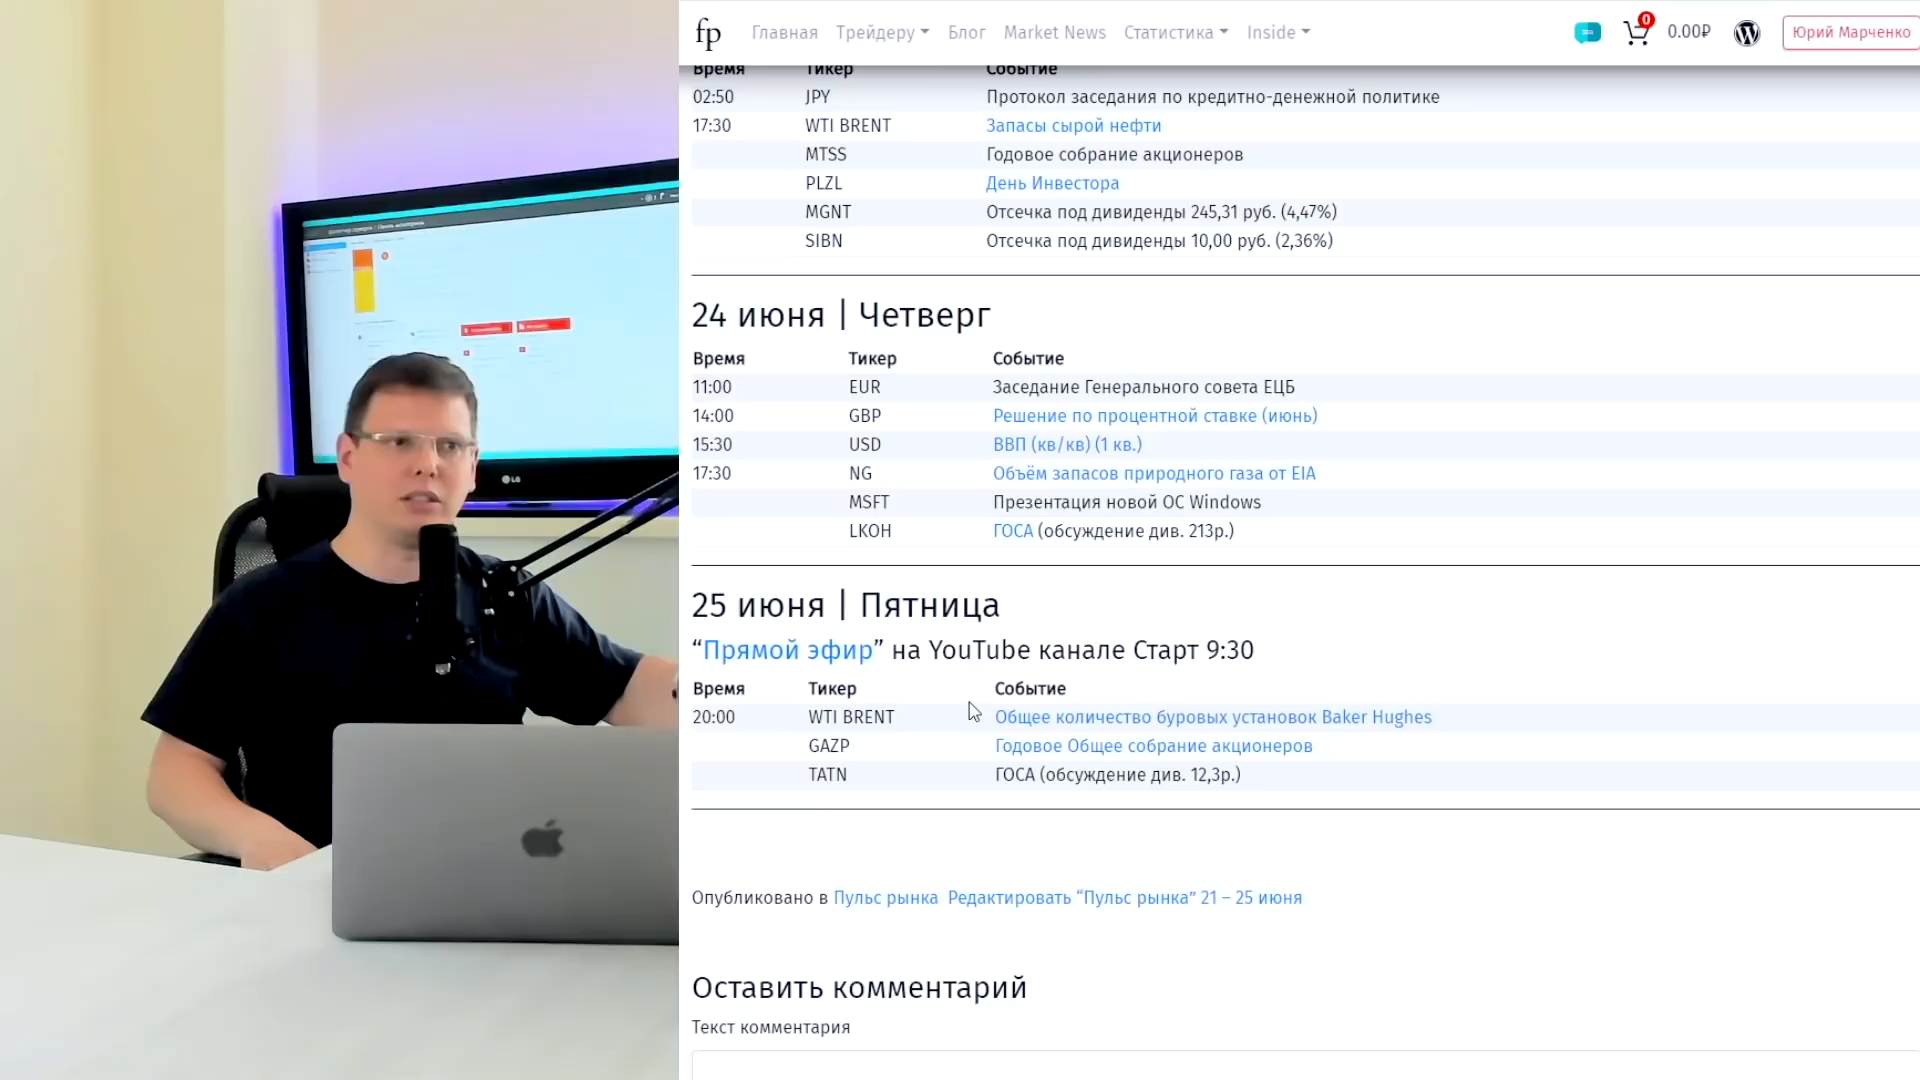 fp Главная Трейдеру Блог Market News Статистика Inside 0 0.00₽ Юрий Марченко
Время Тикер Событие
02:50 JPY Протокол заседания по кредитно-денежной политике
17:30 WTI BRENT Запасы сырой нефти
MTSS Годовое собрание акционеров
PLZL День Инвестора
MGNT Отсечка под дивиденды 245,31 руб. (4,47%)
SIBN Отсечка под дивиденды 10,00 руб. (2,36%)
24 июня | Четверг
Время Тикер Событие
11:00 EUR Заседание Генерального совета ЕЦБ
14:00 GBP Решение по процентной ставке (июнь)
15:30 USD ВВП (кв/кв) (1 кв.)
17:30 NG Объём запасов природного газа от EIA
MSFT Презентация новой ОС Windows
LKOH ГОСА (обсуждение див. 213р.)
25 июня | Пятница
“Прямой эфир” на YouTube канале Старт 9:30
Время Тикер Событие
20:00 WTI BRENT Общее количество буровых установок Baker Hughes
GAZP Годовое Общее собрание акционеров
TATN ГОСА (обсуждение див. 12,3р.)
Опубликовано в Пульс рынка Редактировать “Пульс рынка” 21 – 25 июня
Оставить комментарий
Текст комментария
LG